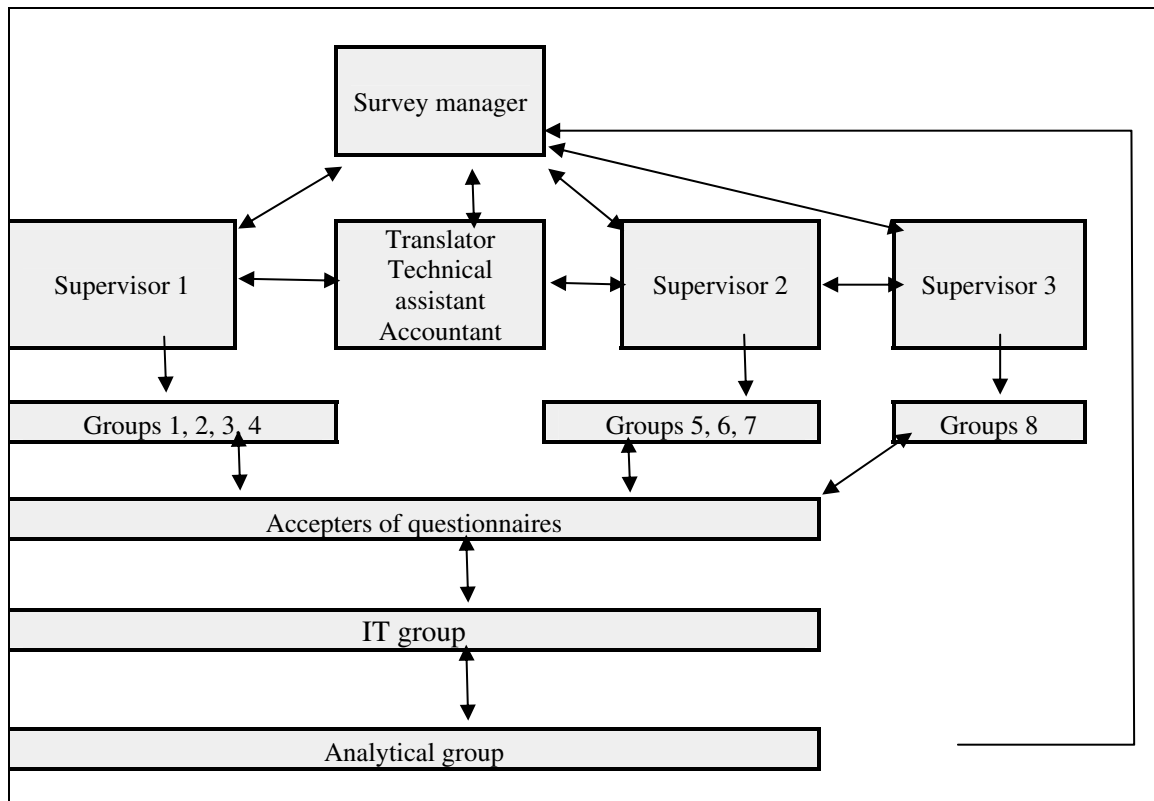 Survey manager
Supervisor 1
Translator
Technical
assistant
Accountant
Supervisor 2
Supervisor 3
Groups 1, 2, 3, 4
Groups 5, 6, 7
Groups 8
Accepters of questionnaires
IT group
Analytical group